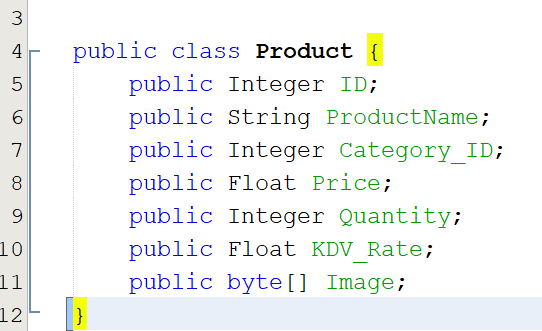 3
4 public class Product {
5 public Integer ID;
6 public String ProductName;
7 public Integer Category_ID;
8 public Float Price;
9 public Integer Quantity;
10 public Float KDV_Rate;
11 public byte[] Image;
12 }